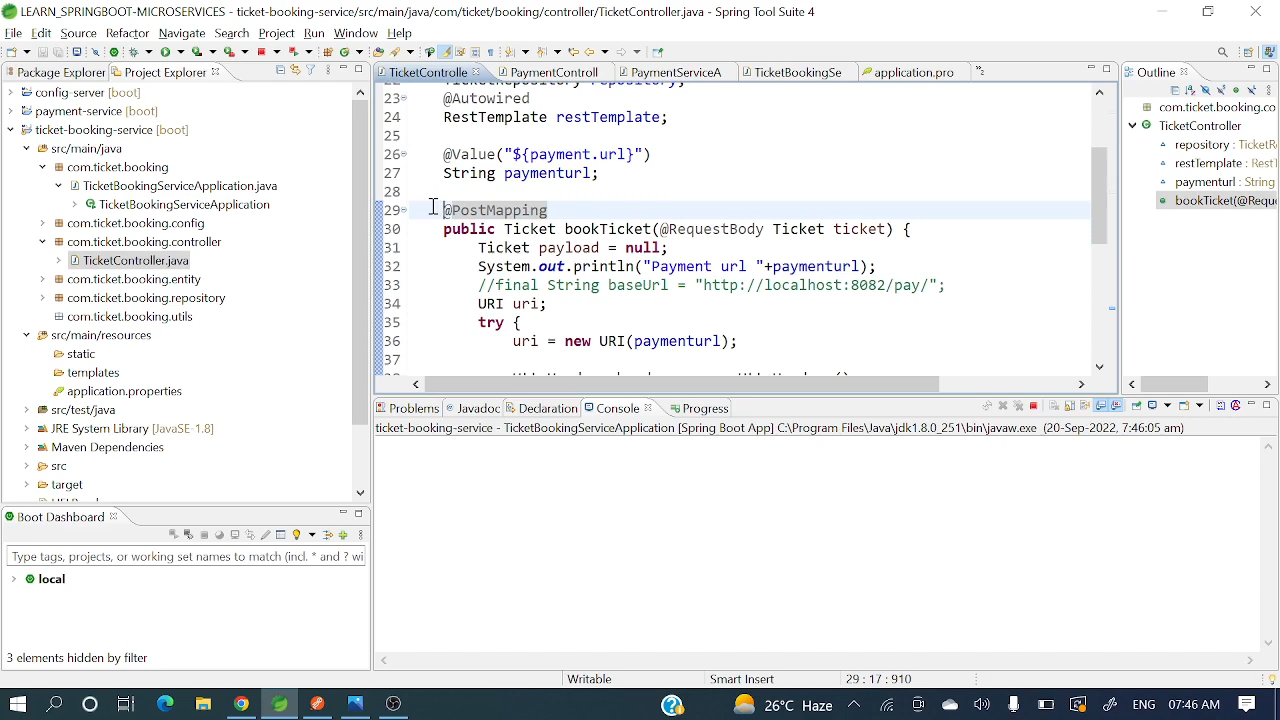 LEARN_SPRINGBOOT-MICROSERVICES - ticket-booking-service/src/main/java/com/ticket/booking/controller/TicketController.java - Spring Tool Suite 4
File Edit Source Refactor Navigate Search Project Run Window Help
Package Explorer Project Explorer
TicketControlle PaymentControll PaymentServiceA TicketBookingSe application.pro
Outline
config-server [boot]
payment-service [boot]
ticket-booking-service [boot]
src/main/java
com.ticket.booking
TicketBookingServiceApplication.java
TicketBookingServiceApplication
com.ticket.booking.config
com.ticket.booking.controller
TicketController.java
com.ticket.booking.entity
com.ticket.booking.repository
com.ticket.booking.utils
src/main/resources
static
templates
application.properties
src/test/java
JRE System Library [JavaSE-1.8]
Maven Dependencies
src
target
23 @Autowired
24 RestTemplate restTemplate;
25
26 @Value("${payment.url}")
27 String paymenturl;
28
29 @PostMapping
30 public Ticket bookTicket(@RequestBody Ticket ticket) {
31 Ticket payload = null;
32 System.out.println("Payment url "+paymenturl);
33 //final String baseUrl = "http://localhost:8082/pay/";
34 URI uri;
35 try {
36 uri = new URI(paymenturl);
37
com.ticket.booking.co
TicketController
repository : TicketRe
restTemplate : Rest
paymenturl : String
bookTicket(@Reque
Problems Javadoc Declaration Console Progress
ticket-booking-service - TicketBookingServiceApplication [Spring Boot App] C:\Program Files\Java\jdk1.8.0_251\bin\javaw.exe (20-Sep-2022, 7:46:05 am)
Boot Dashboard
Type tags, projects, or working set names to match (incl. * and ? wi
local
3 elements hidden by filter
Writable Smart Insert 29 : 17 : 910
26°C Haze ENG 07:46 AM